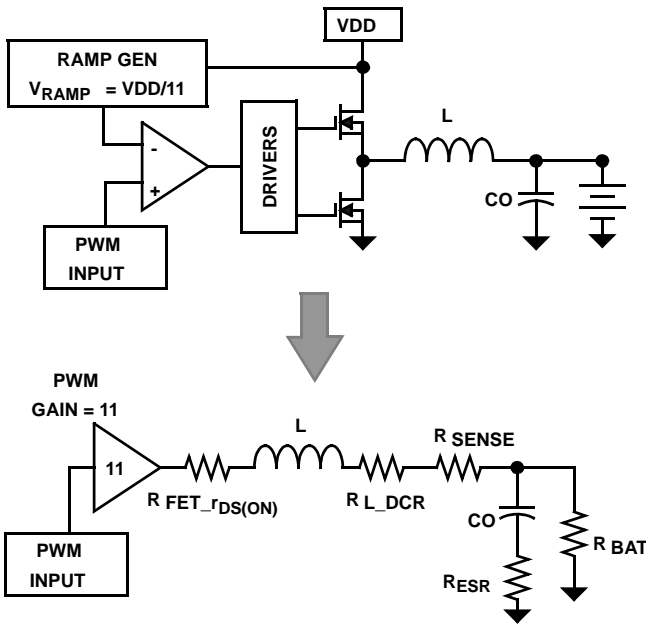 VDD
RAMP GEN
VRAMP = VDD/11
-
+
DRIVERS
L
CO
PWM
INPUT
PWM
GAIN = 11
11
L
R SENSE
R FET_rDS(ON)
R L_DCR
CO
R BAT
RESR
PWM
INPUT